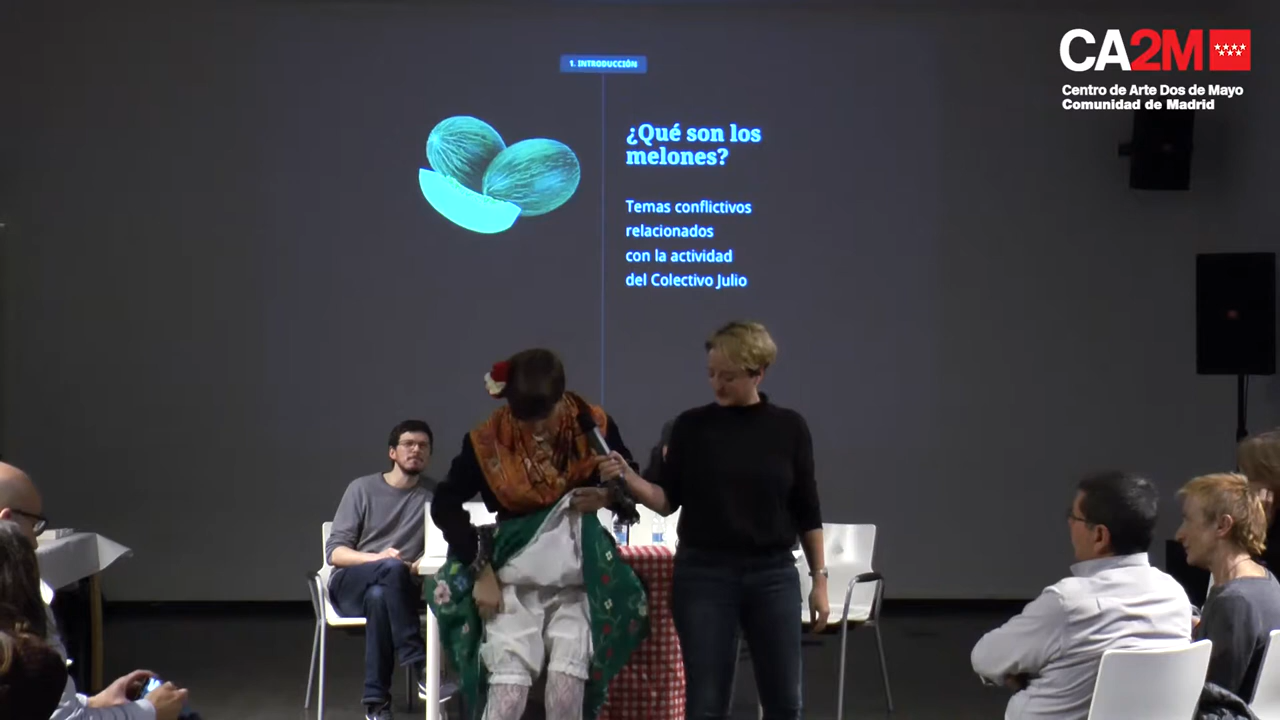 CA2M
Centro de Arte Dos de Mayo
Comunidad de Madrid
1. INTRODUCCIÓN
¿Qué son los
melones?
Temas conflictivos
relacionados
con la actividad
del Colectivo Julio